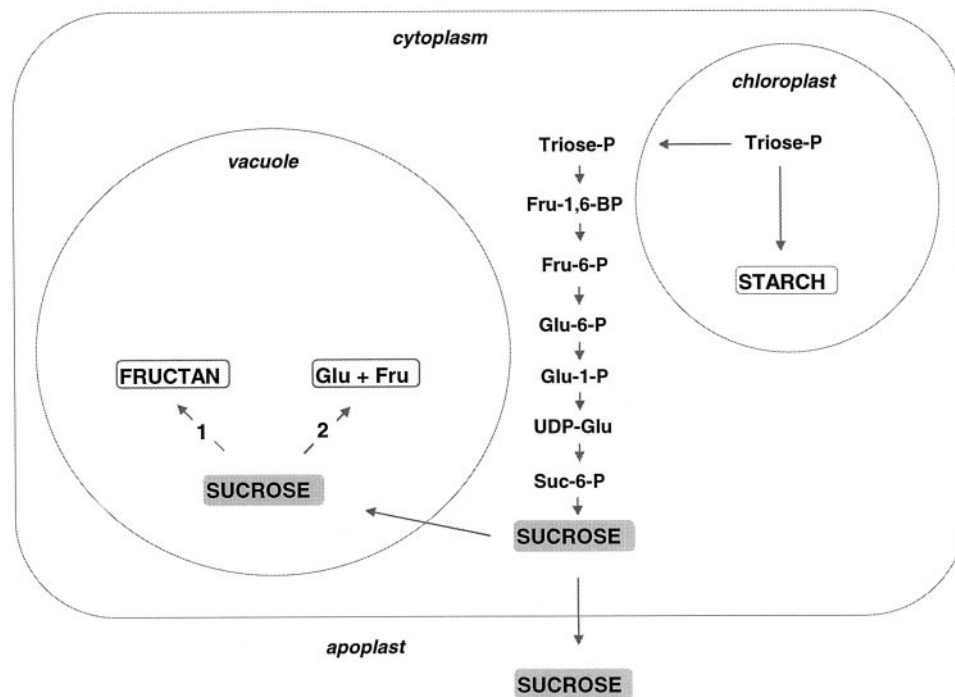 cytoplasm
chloroplast
Triose-P
Triose-P
vacuole
Fru-1,6-BP
Fru-6-P
STARCH
Glu-6-P
FRUCTAN
Glu + Fru
Glu-1-P
1
2
UDP-Glu
SUCROSE
Suc-6-P
SUCROSE
apoplast
SUCROSE